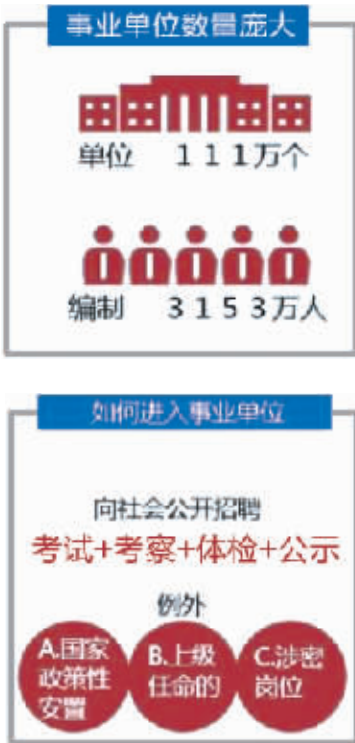 事业单位数量庞大
单位 111万个
编制 3153万人
如何进入事业单位
向社会公开招聘
考试+考察+体检+公示
例外
A.国家
政策性
安置
B.上级
任命的
C.涉密
岗位